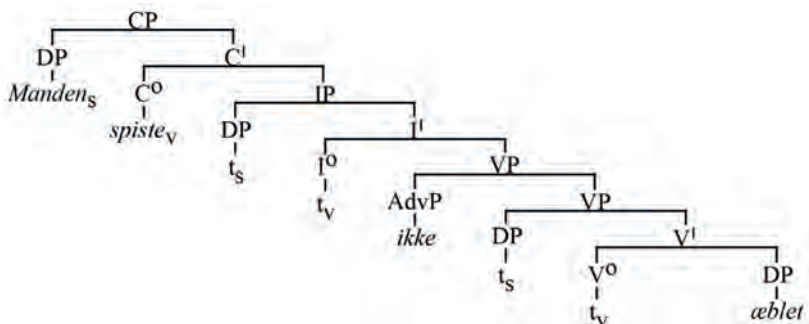 CP
DP C'
Manden_S C° IP
spiste_v DP I'
t_S I° VP
t_v AdvP VP
ikke DP V'
t_S V° DP
t_v æblet